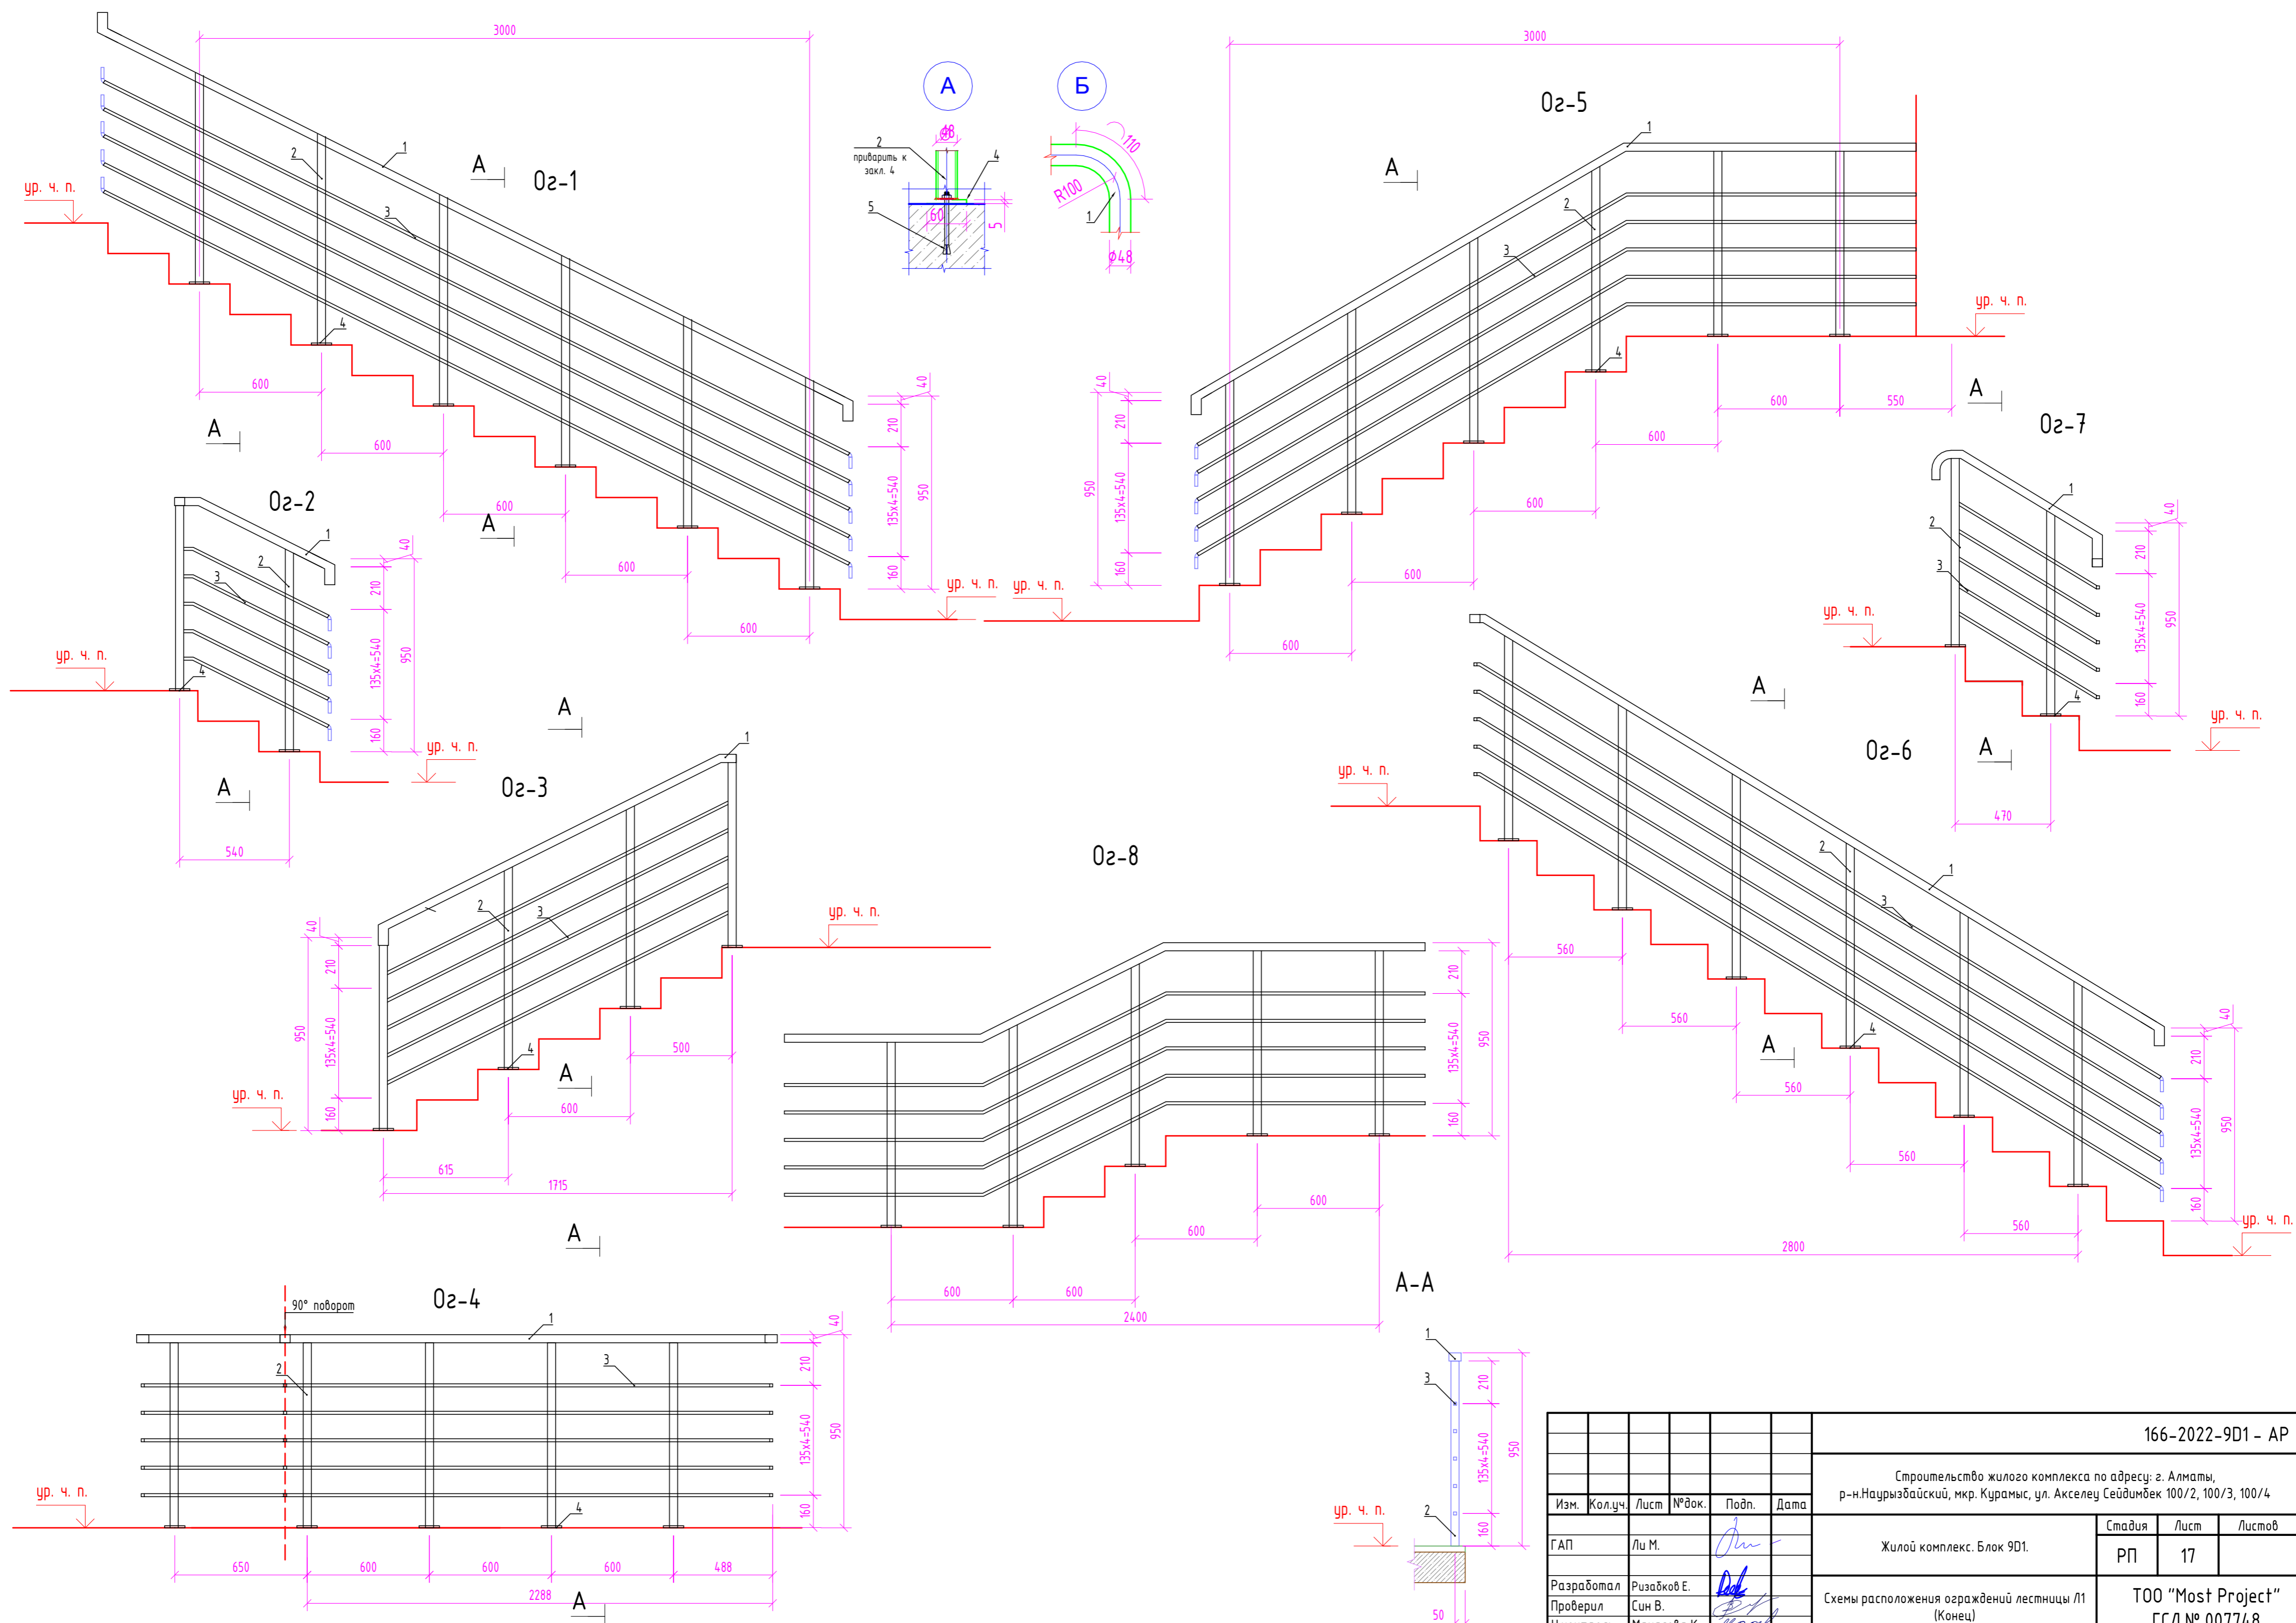 3000
А
Б
3000
Ог-1
Ог-5
Ог-7
Ог-2
Ог-3
Ог-6
Ог-8
Ог-4
А-А
ур. ч. п.
1
2
3
4
А
А
600
600
600
600
600
40
210
135х4=540
160
950
ур. ч. п.
48
2
приварить к
закл. 4
4
5
60
5
110
R100
1
Ø48
А
1
2
3
4
40
210
135х4=540
160
950
ур. ч. п.
ур. ч. п.
600
600
600
600
600
550
А
А
1
2
3
4
ур. ч. п.
ур. ч. п.
540
40
210
135х4=540
160
950
А
А
1
2
3
4
ур. ч. п.
ур. ч. п.
40
210
135х4=540
160
950
500
600
615
1715
А
А
1
2
3
4
ур. ч. п.
ур. ч. п.
470
40
210
135х4=540
160
950
А
А
1
2
3
4
ур. ч. п.
ур. ч. п.
560
560
560
560
560
2800
40
210
135х4=540
160
950
А
210
135х4=540
160
950
600
600
600
600
2400
90° поворот
1
2
3
4
ур. ч. п.
40
210
135х4=540
160
950
650
600
600
600
488
2288
А
1
3
2
ур. ч. п.
210
135х4=540
160
950
50
166-2022-9D1 - АР
Строительство жилого комплекса по адресу: г. Алматы,
р-н.Наурызбайский, мкр. Курамыс, ул. Акселеу Сейдимбек 100/2, 100/3, 100/4
Изм. Кол.уч. Лист №док. Подп. Дата
ГАП Ли М.
Жилой комплекс. Блок 9D1.
Стадия Лист Листов
РП 17
Разработал Ризабков Е.
Проверил Син В.
Схемы расположения ограждений лестницы Л1
(Конец)
ТОО "Most Project"
ГСЛ № 007748